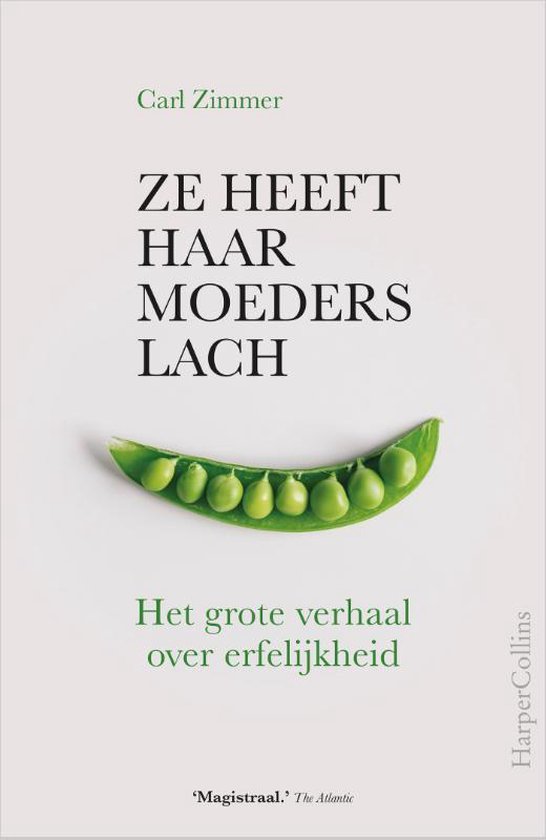 Carl Zimmer
ZE HEEFT
HAAR
MOEDERS
LACH
Het grote verhaal
over erfelijkheid
HarperCollins
‘Magistraal.’ The Atlantic